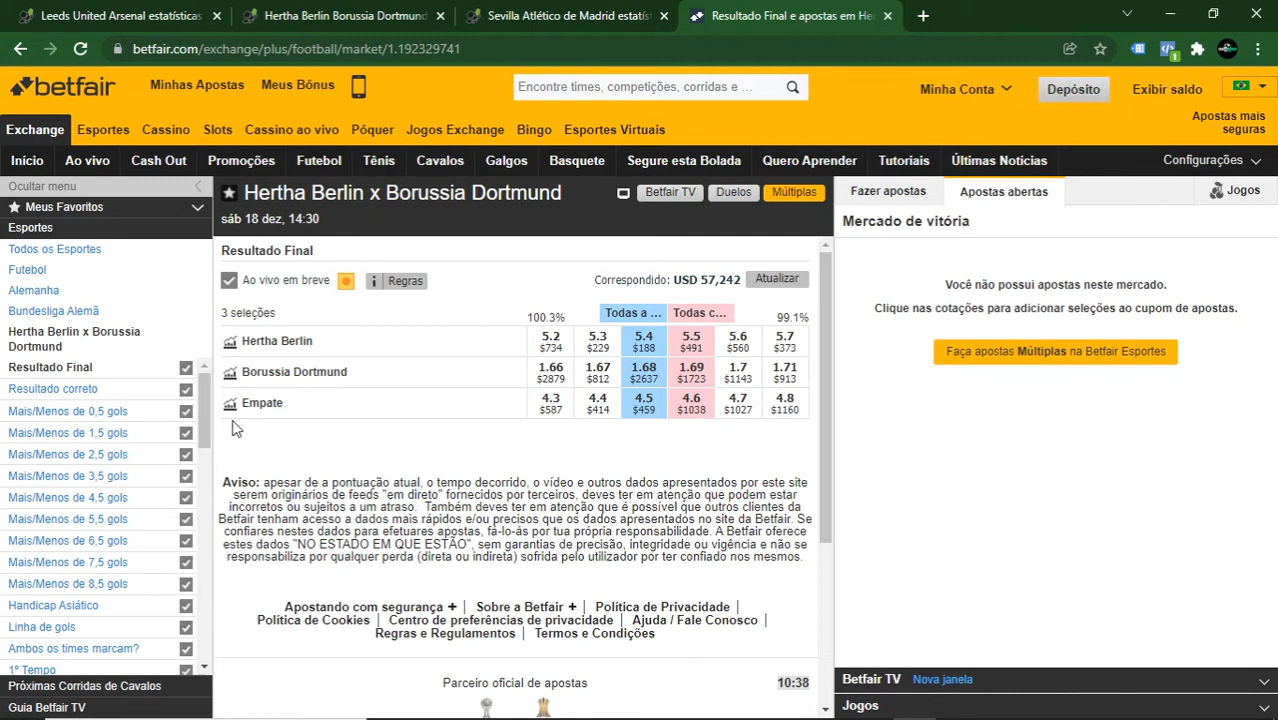 Leeds United Arsenal estatísticas
Hertha Berlin Borussia Dortmund
Sevilla Atlético de Madrid estatís
Resultado Final e apostas em He
betfair.com/exchange/plus/football/market/1.192329741
1
betfair
Minhas Apostas
Meus Bônus
Encontre times, competições, corridas e ...
Minha Conta
Depósito
Exibir saldo
Exchange
Esportes
Cassino
Slots
Cassino ao vivo
Póquer
Jogos Exchange
Bingo
Esportes Virtuais
Apostas mais
seguras
Início
Ao vivo
Cash Out
Promoções
Futebol
Tênis
Cavalos
Galgos
Basquete
Segure esta Bolada
Quero Aprender
Tutoriais
Últimas Notícias
Configurações
Ocultar menu
Meus Favoritos
Esportes
Todos os Esportes
Futebol
Alemanha
Bundesliga Alemã
Hertha Berlin x Borussia
Dortmund
Resultado Final
Resultado correto
Mais/Menos de 0,5 gols
Mais/Menos de 1,5 gols
Mais/Menos de 2,5 gols
Mais/Menos de 3,5 gols
Mais/Menos de 4,5 gols
Mais/Menos de 5,5 gols
Mais/Menos de 6,5 gols
Mais/Menos de 7,5 gols
Mais/Menos de 8,5 gols
Handicap Asiático
Linha de gols
Ambos os times marcam?
1º Tempo
Próximas Corridas de Cavalos
Guia Betfair TV
Hertha Berlin x Borussia Dortmund
Betfair TV
Duelos
Múltiplas
sáb 18 dez, 14:30
Resultado Final
Ao vivo em breve
i Regras
Correspondido: USD 57,242
Atualizar
3 seleções
100.3%
Todas a ...
Todas c...
99.1%
Hertha Berlin
5.2 5.3 5.4 5.5 5.6 5.7
$734 $229 $188 $491 $560 $373
Borussia Dortmund
1.66 1.67 1.68 1.69 1.7 1.71
$2879 $812 $2637 $1723 $1143 $913
Empate
4.3 4.4 4.5 4.6 4.7 4.8
$587 $414 $459 $1038 $1027 $1160
Aviso: apesar de a pontuação atual, o tempo decorrido, o vídeo e outros dados apresentados por este site
serem originários de feeds "em direto" fornecidos por terceiros, deves ter em atenção que podem estar
incorretos ou sujeitos a um atraso. Também deves ter em atenção que é possível que outros clientes da
Betfair tenham acesso a dados mais rápidos e/ou precisos que os dados apresentados no site da Betfair. Se
confiares nestes dados para efetuares apostas, fá-lo-ás por tua própria responsabilidade. A Betfair oferece
estes dados "NO ESTADO EM QUE ESTÃO", sem garantias de precisão, integridade ou vigência e não se
responsabiliza por qualquer perda (direta ou indireta) sofrida pelo utilizador por ter confiado nos mesmos.
Apostando com segurança + | Sobre a Betfair + | Política de Privacidade |
Política de Cookies | Centro de preferências de privacidade | Ajuda / Fale Conosco |
Regras e Regulamentos | Termos e Condições
Parceiro oficial de apostas
10:38
Fazer apostas
Apostas abertas
Jogos
Mercado de vitória
Você não possui apostas neste mercado.
Clique nas cotações para adicionar seleções ao cupom de apostas.
Faça apostas Múltiplas na Betfair Esportes
Betfair TV
Nova janela
Jogos